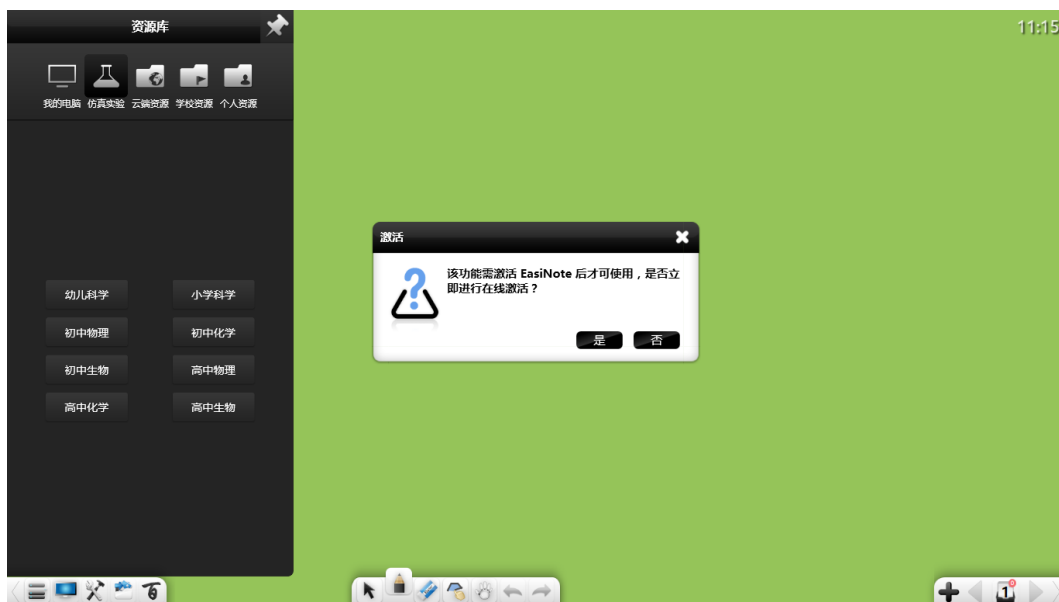 资源库
11:15
我的电脑 仿真实验 云端资源 学校资源 个人资源
激活
该功能需激活 EasiNote 后才可使用，是否立
即进行在线激活？
是 否
幼儿科学 小学科学
初中物理 初中化学
初中生物 高中物理
高中化学 高中生物
1
0